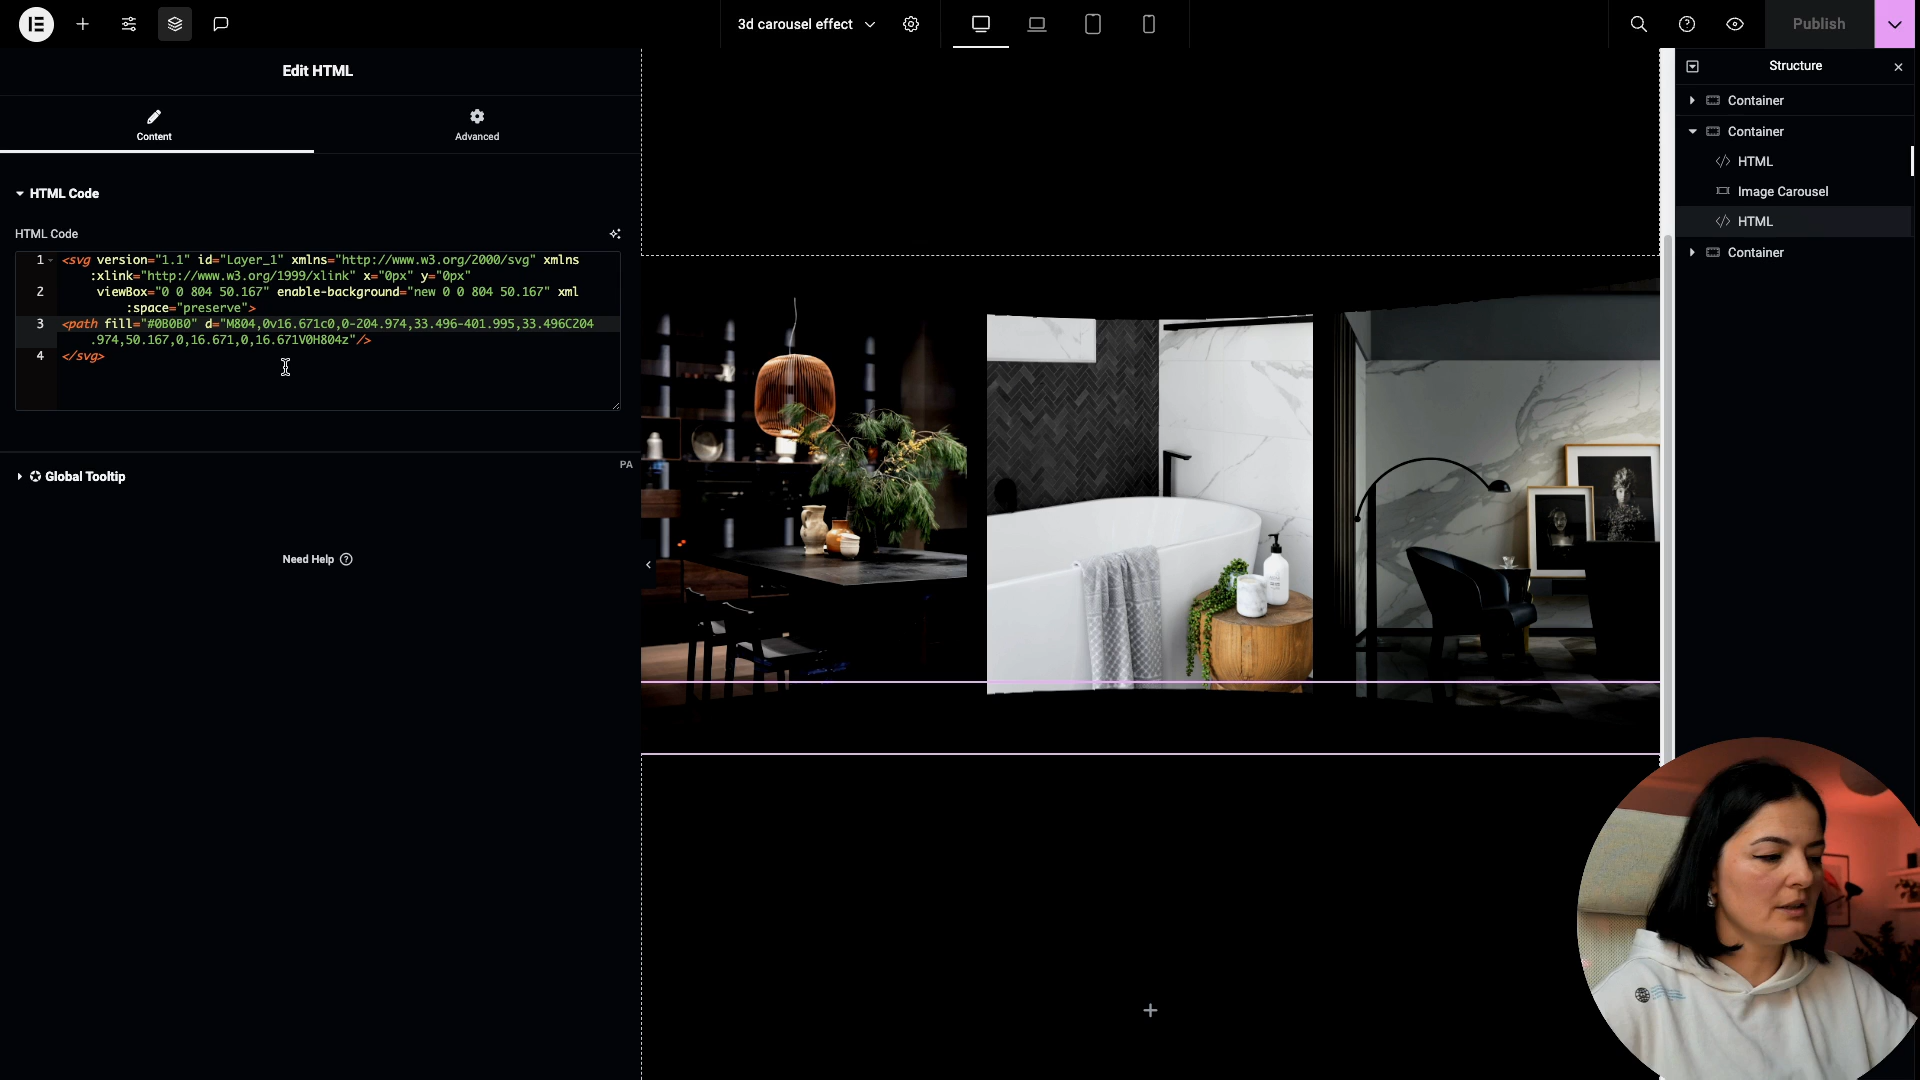 3d carousel effect
Publish
Edit HTML
Content
Advanced
HTML Code
HTML Code
1 <svg version="1.1" id="Layer_1" xmlns="http://www.w3.org/2000/svg" xmlns
:xlink="http://www.w3.org/1999/xlink" x="0px" y="0px"
2 viewBox="0 0 804 50.167" enable-background="new 0 0 804 50.167" xml
:space="preserve">
3 <path fill="#0B0B0" d="M804,0v16.671c0,0-204.974,33.496-401.995,33.496C204
.974,50.167,0,16.671,0,16.671V0H804z"/>
4 </svg>
PA
Global Tooltip
Need Help
Structure
Container
Container
HTML
Image Carousel
HTML
Container